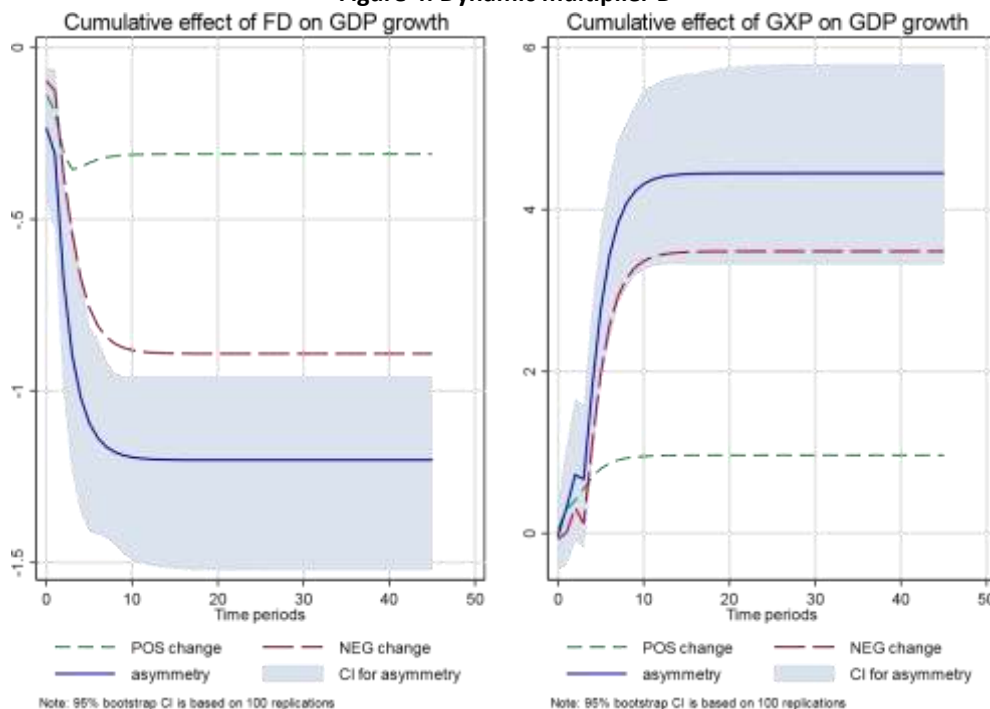 Figure Dynamic multiplier
Cumulative effect of FD on GDP growth
0
-.5
-1
-1.5
0 10 20 30 40 50
Time periods
POS change NEG change
asymmetry CI for asymmetry
Note: 95% bootstrap CI is based on 100 replications
Cumulative effect of GXP on GDP growth
6
4
2
0
0 10 20 30 40 50
Time periods
POS change NEG change
asymmetry CI for asymmetry
Note: 95% bootstrap CI is based on 100 replications